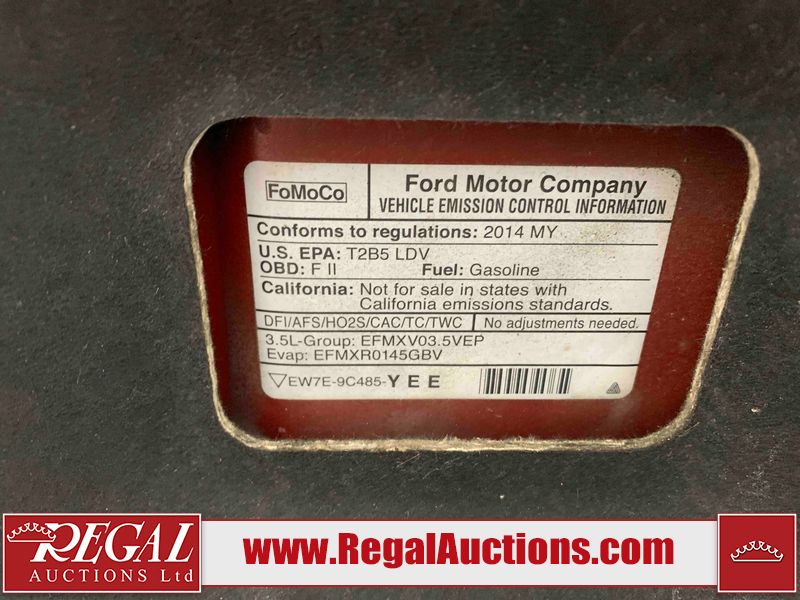 FoMoCo
Ford Motor Company
VEHICLE EMISSION CONTROL INFORMATION
Conforms to regulations: 2014 MY
U.S. EPA: T2B5 LDV
OBD: F II Fuel: Gasoline
California: Not for sale in states with
California emissions standards.
DFI/AFS/HO2S/CAC/TC/TWC No adjustments needed.
3.5L-Group: EFMXV03.5VEP
Evap: EFMXR0145GBV
EW7E-9C485-YEE
REGAL
AUCTIONS Ltd
www.RegalAuctions.com